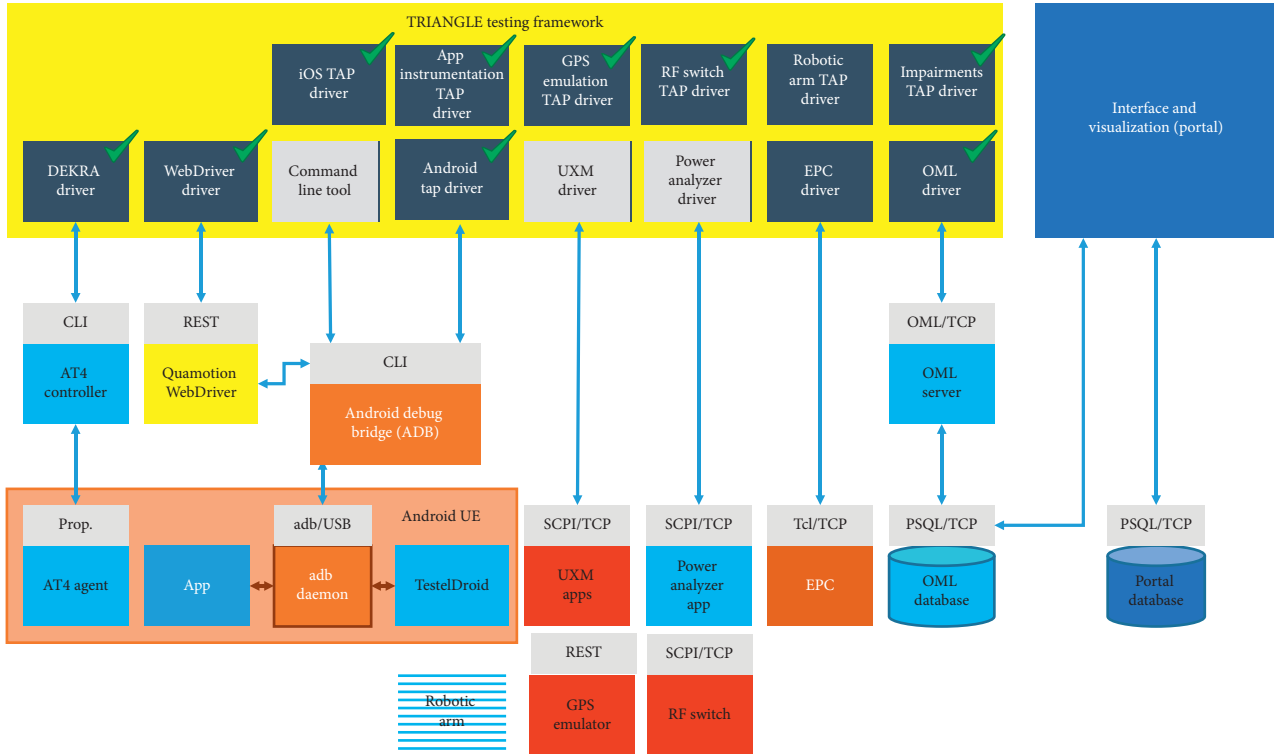 TRIANGLE testing framework
iOS TAP
driver
App
instrumentation
TAP
driver
GPS
emulation
TAP driver
RF switch
TAP driver
Robotic
arm TAP
driver
Impairments
TAP driver
Interface and
visualization (portal)
DEKRA
driver
WebDriver
driver
Command
line tool
Android
tap driver
UXM
driver
Power
analyzer
driver
EPC
driver
OML
driver
CLI
AT4
controller
REST
Quamotion
WebDriver
CLI
Android debug
bridge (ADB)
OML/TCP
OML
server
Prop.
AT4 agent
App
adb/USB
adb
daemon
Android UE
TestelDroid
SCPI/TCP
UXM
apps
SCPI/TCP
Power
analyzer
app
Tcl/TCP
EPC
PSQL/TCP
OML
database
PSQL/TCP
Portal
database
Robotic
arm
REST
GPS
emulator
SCPI/TCP
RF switch